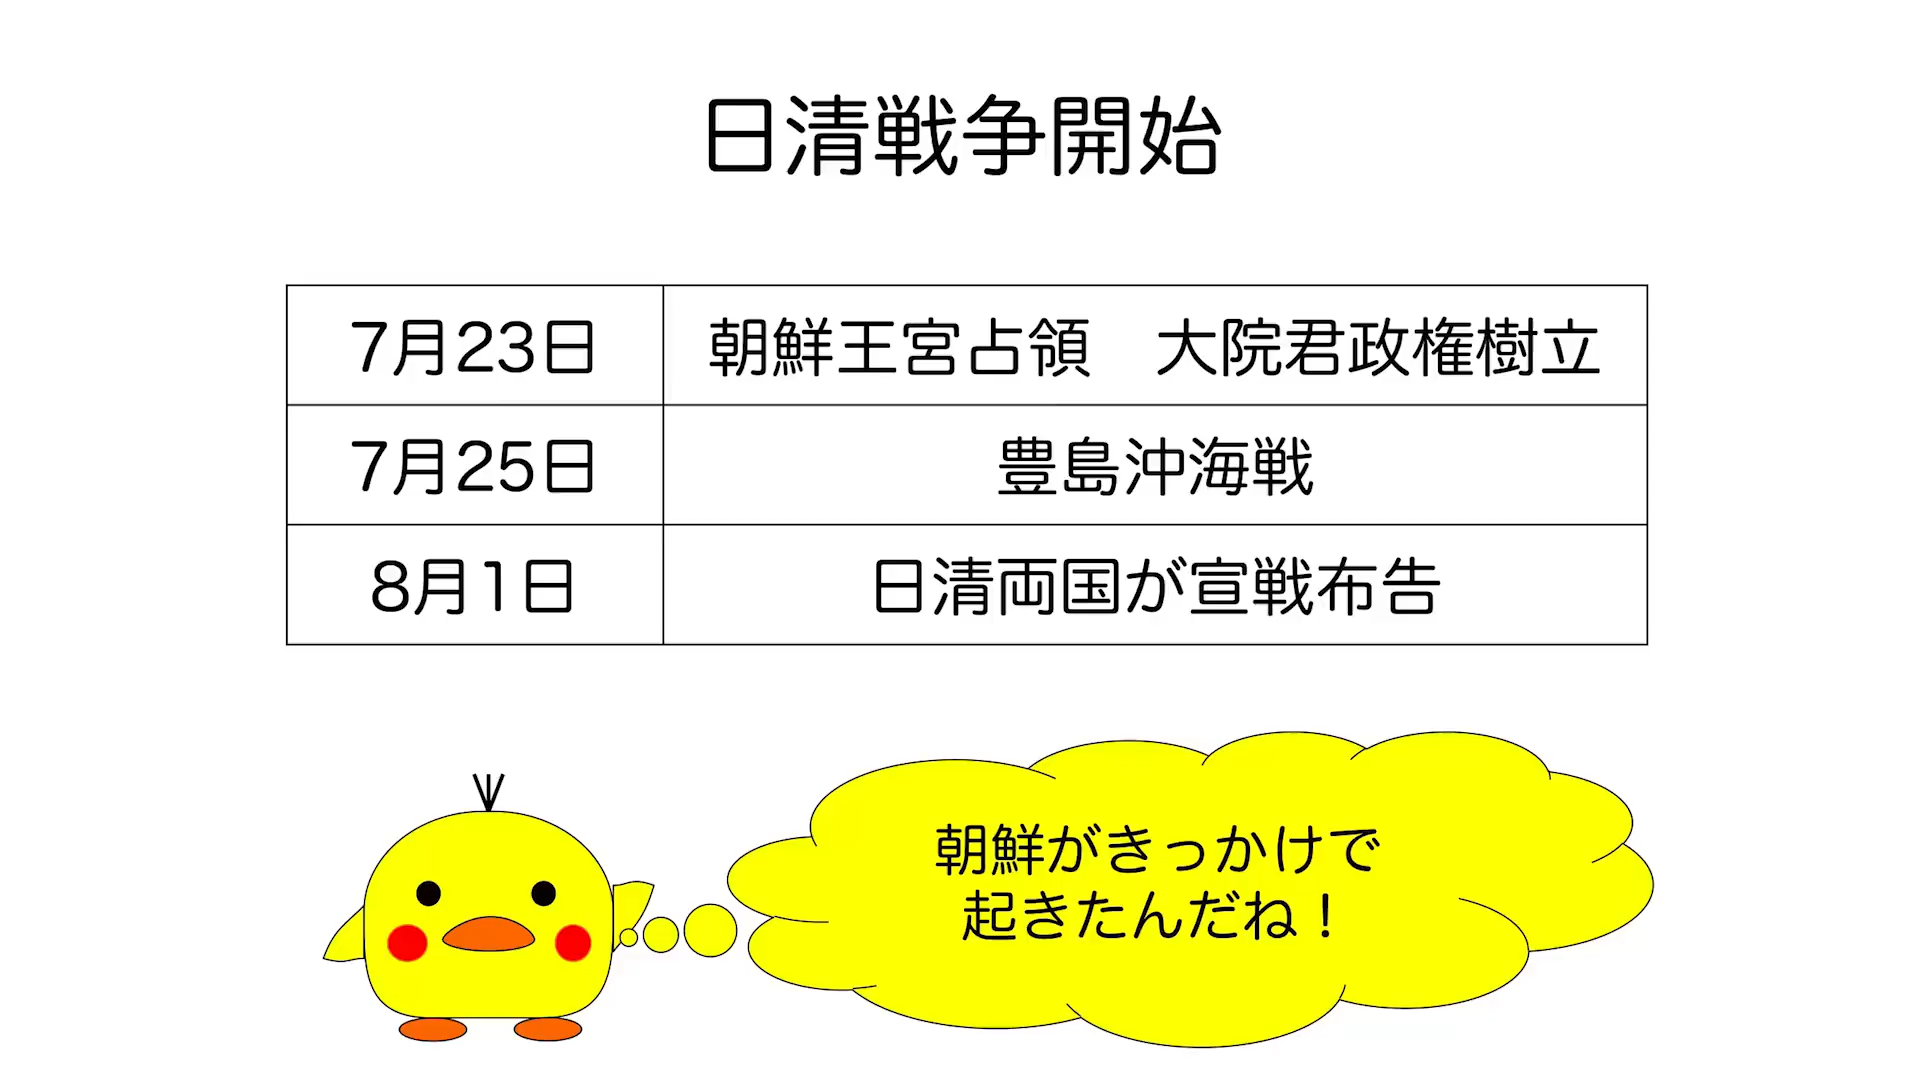 日清戦争開始
7月23日 朝鮮王宮占領　大院君政権樹立
7月25日 豊島沖海戦
8月1日 日清両国が宣戦布告
朝鮮がきっかけで
起きたんだね！